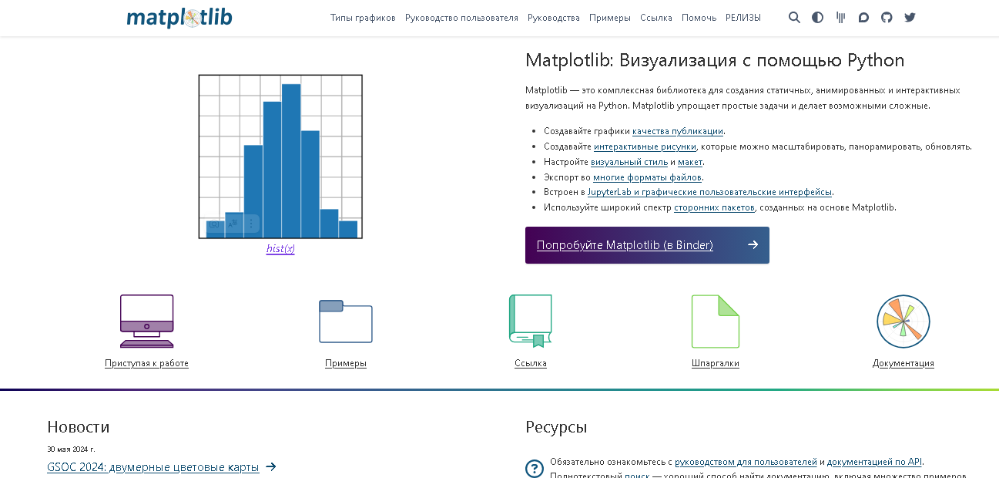 matplotlib
Типы графиков Руководство пользователя Руководства Примеры Ссылка Помочь РЕЛИЗЫ
hist(x)
Matplotlib: Визуализация с помощью Python
Matplotlib — это комплексная библиотека для создания статичных, анимированных и интерактивных
визуализаций на Python. Matplotlib упрощает простые задачи и делает возможными сложные.
Создавайте графики качества публикации.
Создавайте интерактивные рисунки, которые можно масштабировать, панорамировать, обновлять.
Настройте визуальный стиль и макет.
Экспорт во многие форматы файлов.
Встроен в JupyterLab и графические пользовательские интерфейсы.
Используйте широкий спектр сторонних пакетов, созданных на основе Matplotlib.
Попробуйте Matplotlib (в Binder)
Приступая к работе
Примеры
Ссылка
Шпаргалки
Документация
Новости
30 мая 2024 г.
GSOC 2024: двумерные цветовые карты
Ресурсы
Обязательно ознакомьтесь с руководством для пользователей и документацией по API.
Полнотекстовый поиск — хороший способ найти документацию, включая множество примеров.